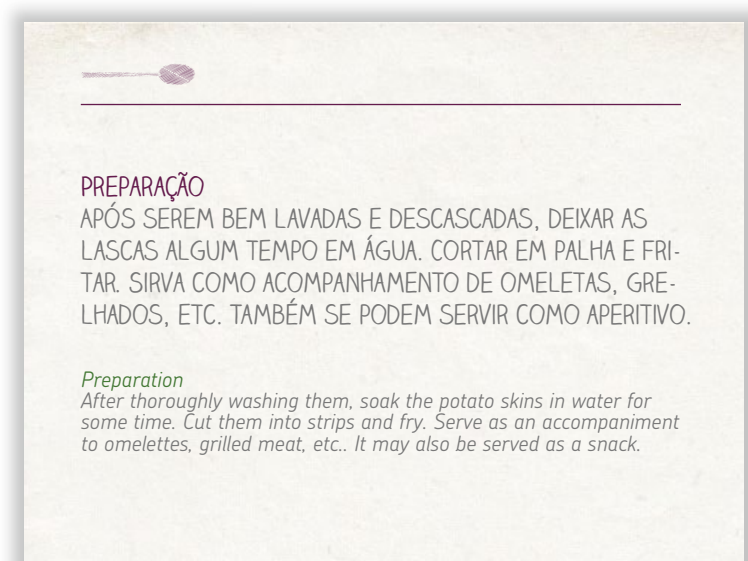 PREPARAÇÃO
APÓS SEREM BEM LAVADAS E DESCASCADAS, DEIXAR AS
LASCAS ALGUM TEMPO EM ÁGUA. CORTAR EM PALHA E FRI-
TAR. SIRVA COMO ACOMPANHAMENTO DE OMELETAS, GRE-
LHADOS, ETC. TAMBÉM SE PODEM SERVIR COMO APERITIVO.
Preparation
After thoroughly washing them, soak the potato skins in water for
some time. Cut them into strips and fry. Serve as an accompaniment
to omelettes, grilled meat, etc.. It may also be served as a snack.